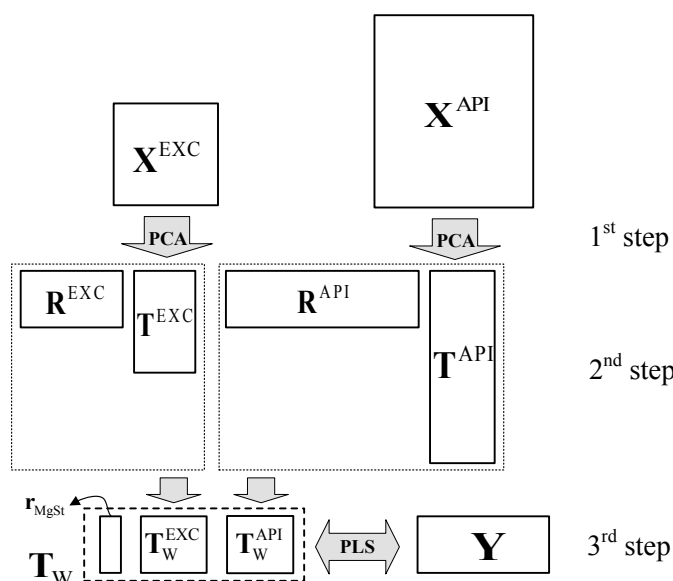 X^API
X^EXC
PCA
PCA
1st step
R^EXC
T^EXC
R^API
T^API
2nd step
r_MgSt
T_W
T_W^EXC
T_W^API
PLS
Y
3rd step